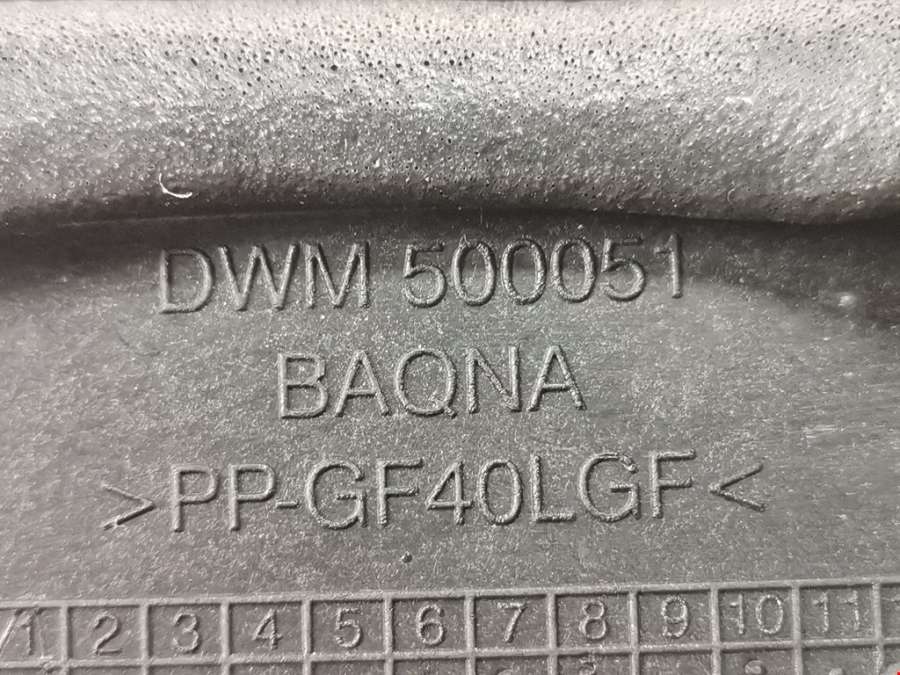 DWM 500051
BAQNA
>PP-GF40LGF<
/1 2 3 4 5 6 7 8 9 10 11